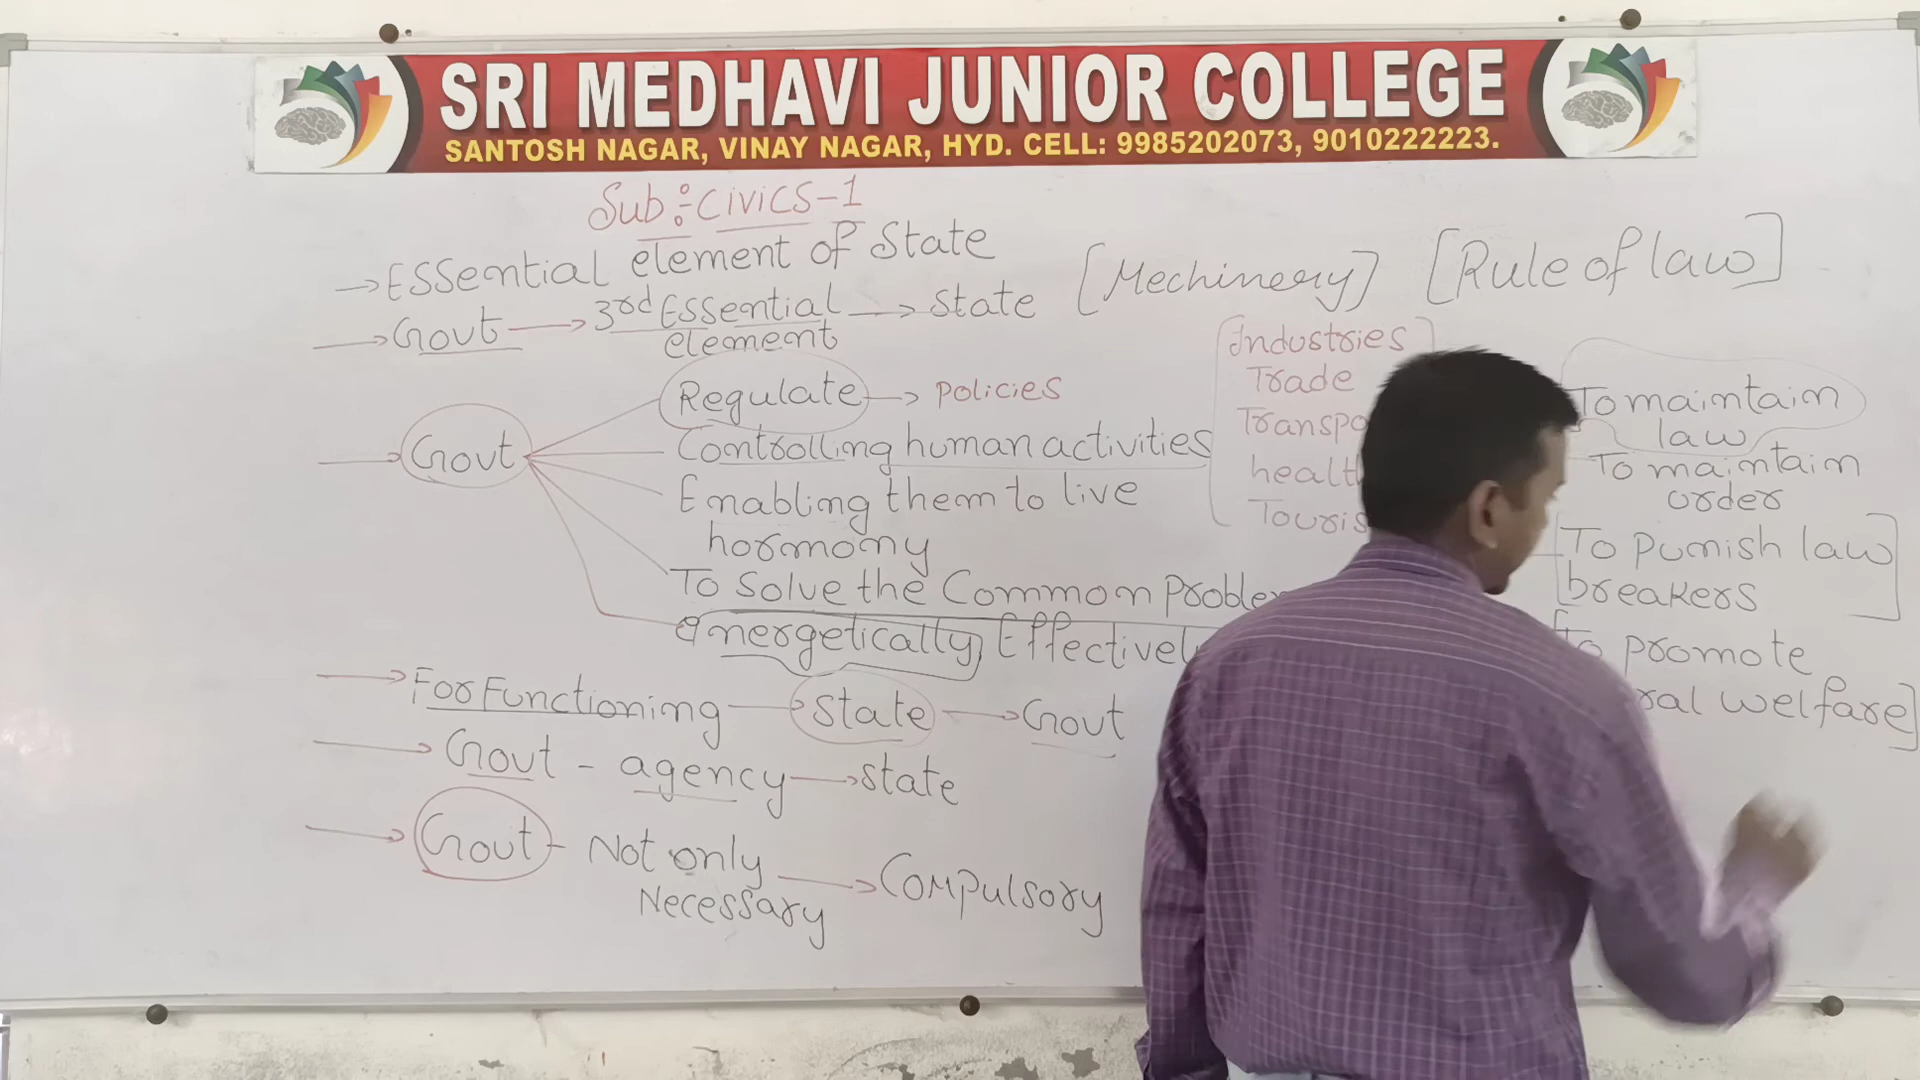 SRI MEDHAVI JUNIOR COLLEGE
SANTOSH NAGAR, VINAY NAGAR, HYD. CELL: 9985202073, 9010222223.
Sub: CiviCS-1
→ ESSential element of State
→ Govt → 3rd ESSential element → State
[Mechinery] [Rule of law]
→ Govt
Regulate → Policies
Controlling human activities
Enabling them to live
hormony
To Solve the Common
energetically Effectively
Industries
Trade
To maintain
law
To maintain
order
To Punish law
breakers
To promote
welfare]
→ For Functioning → State → Govt
→ Govt - agency → State
→ Govt - Not only
Necessary → Compulsory